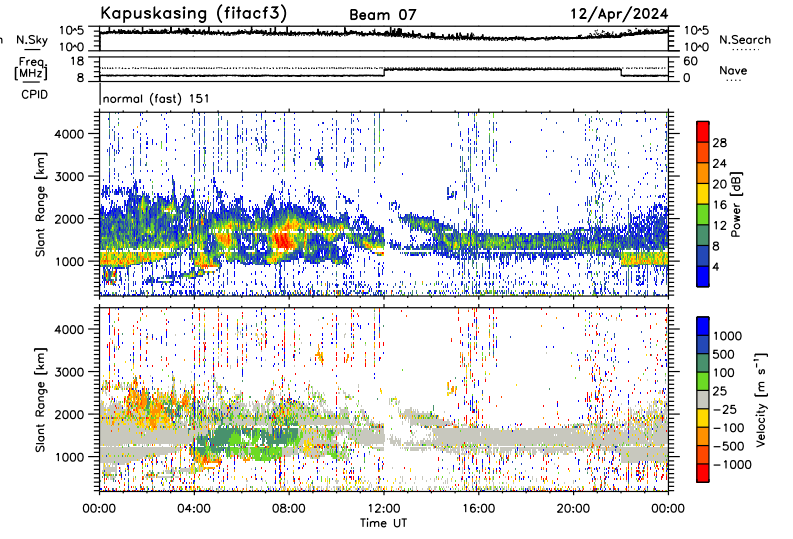 Kapuskasing (fitacf3) Beam 07 12/Apr/2024
N.Sky 10^5 10^0 10^5 10^0 N.Search
Freq. [MHz] 18 8 60 0 Nave
CPID normal (fast) 151
Slant Range [km] 4000 3000 2000 1000
28 24 20 16 12 8 4 Power [dB]
Slant Range [km] 4000 3000 2000 1000
1000 500 100 25 -25 -100 -500 -1000 Velocity [m s⁻¹]
00:00 04:00 08:00 12:00 16:00 20:00 00:00
Time UT